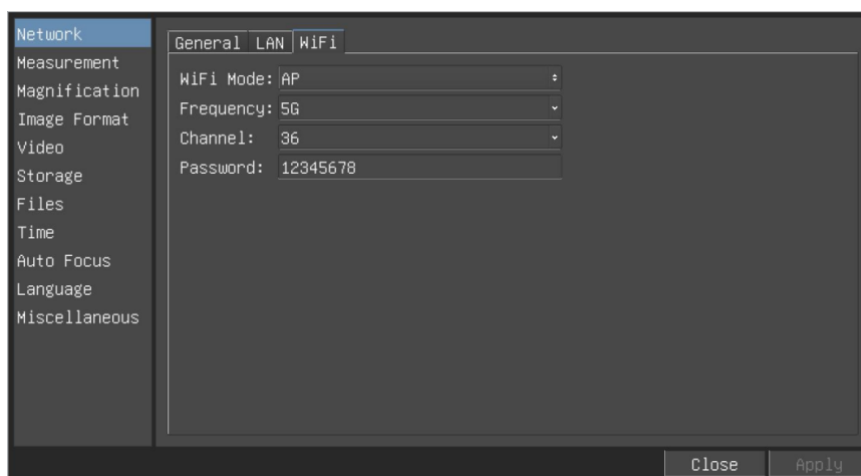 Network
Measurement
Magnification
Image Format
Video
Storage
Files
Time
Auto Focus
Language
Miscellaneous
General LAN WiFi
WiFi Mode: AP
Frequency: 5G
Channel: 36
Password: 12345678
Close Apply